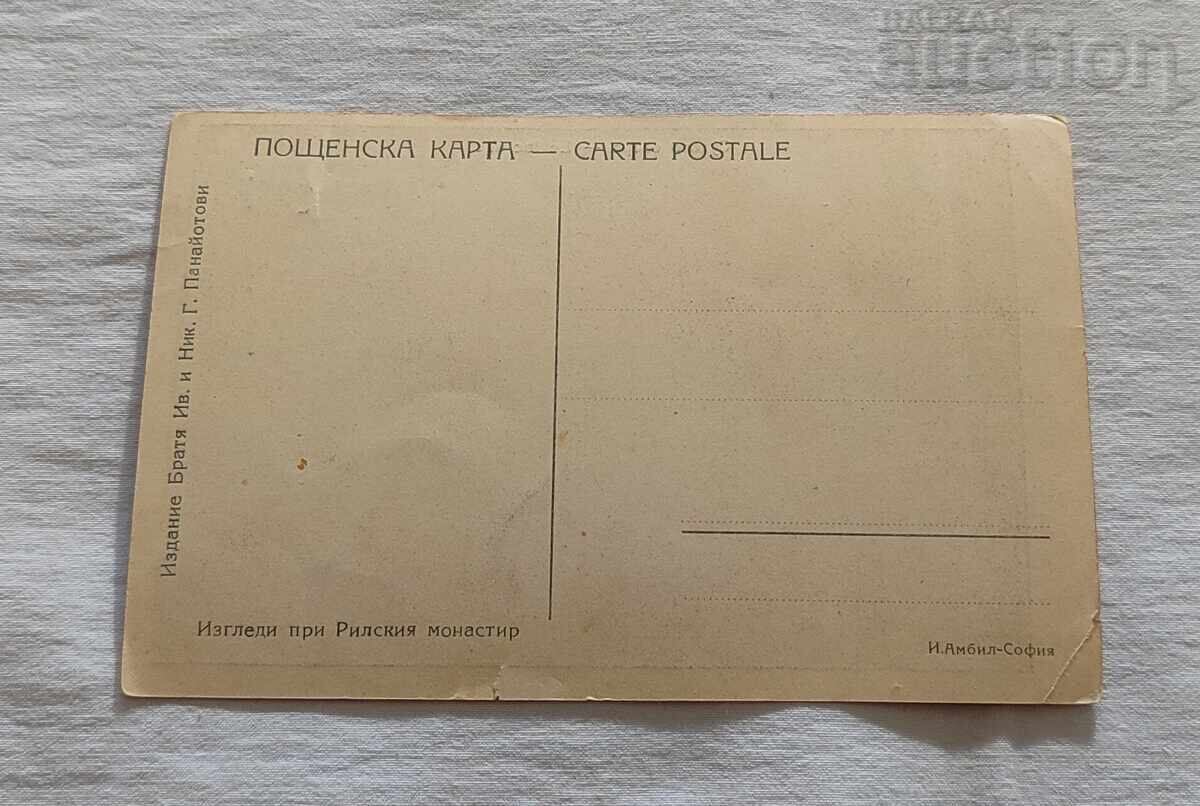 BALKAN
auction
ПОЩЕНСКА КАРТА — CARTE POSTALE
Издание Братя Ив. и Ник. Г. Панайотови
Изгледи при Рилския монастир
И. Амбил-София